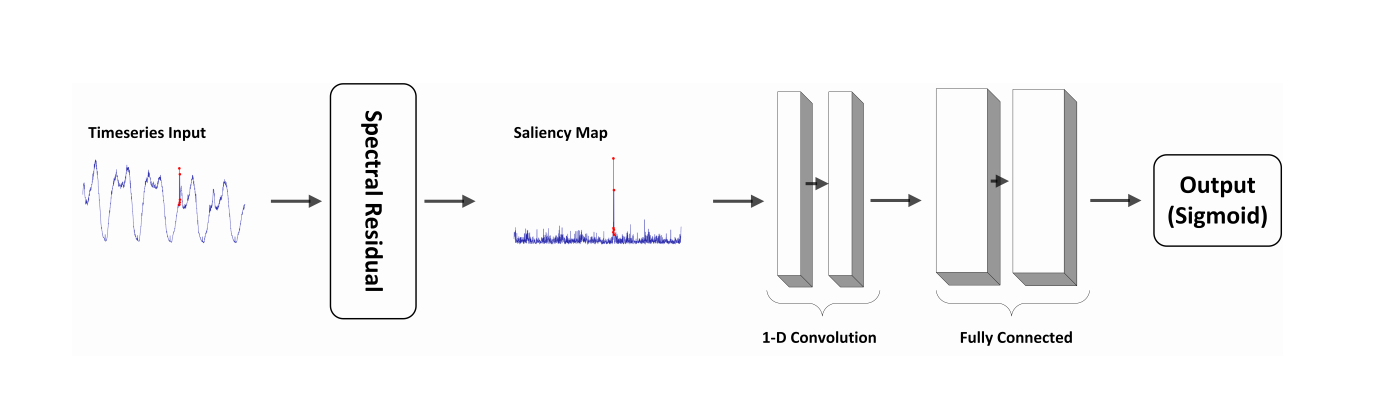 Timeseries Input
Spectral Residual
Saliency Map
1-D Convolution
Fully Connected
Output
(Sigmoid)